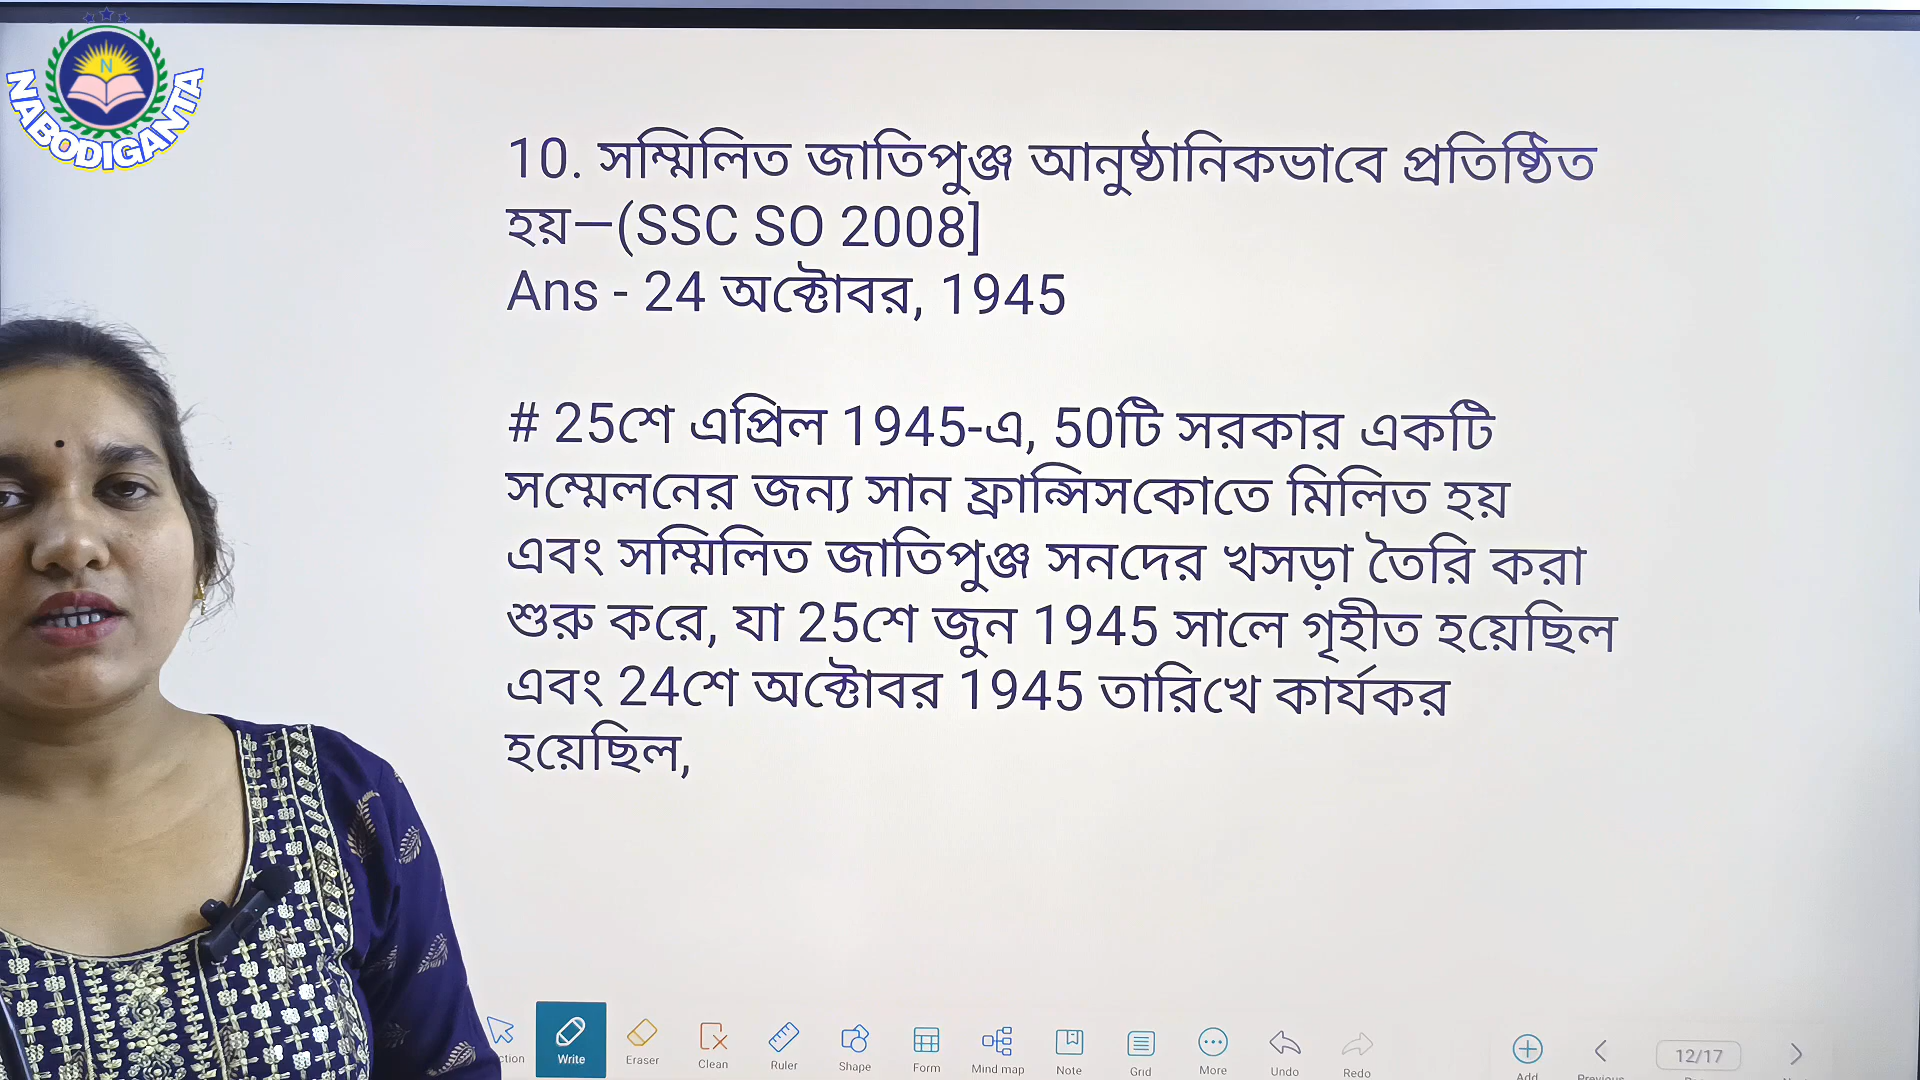 N
NABODIGANTA
10. সম্মিলিত জাতিপুঞ্জ আনুষ্ঠানিকভাবে প্রতিষ্ঠিত
হয়—(SSC SO 2008]
Ans - 24 অক্টোবর, 1945
# 25শে এপ্রিল 1945-এ, 50টি সরকার একটি
সম্মেলনের জন্য সান ফ্রান্সিসকোতে মিলিত হয়
এবং সম্মিলিত জাতিপুঞ্জ সনদের খসড়া তৈরি করা
শুরু করে, যা 25শে জুন 1945 সালে গৃহীত হয়েছিল
এবং 24শে অক্টোবর 1945 তারিখে কার্যকর
হয়েছিল,
ction Write Eraser Clean Ruler Shape Form Mind map Note Grid More Undo Redo Add Previous 12/17